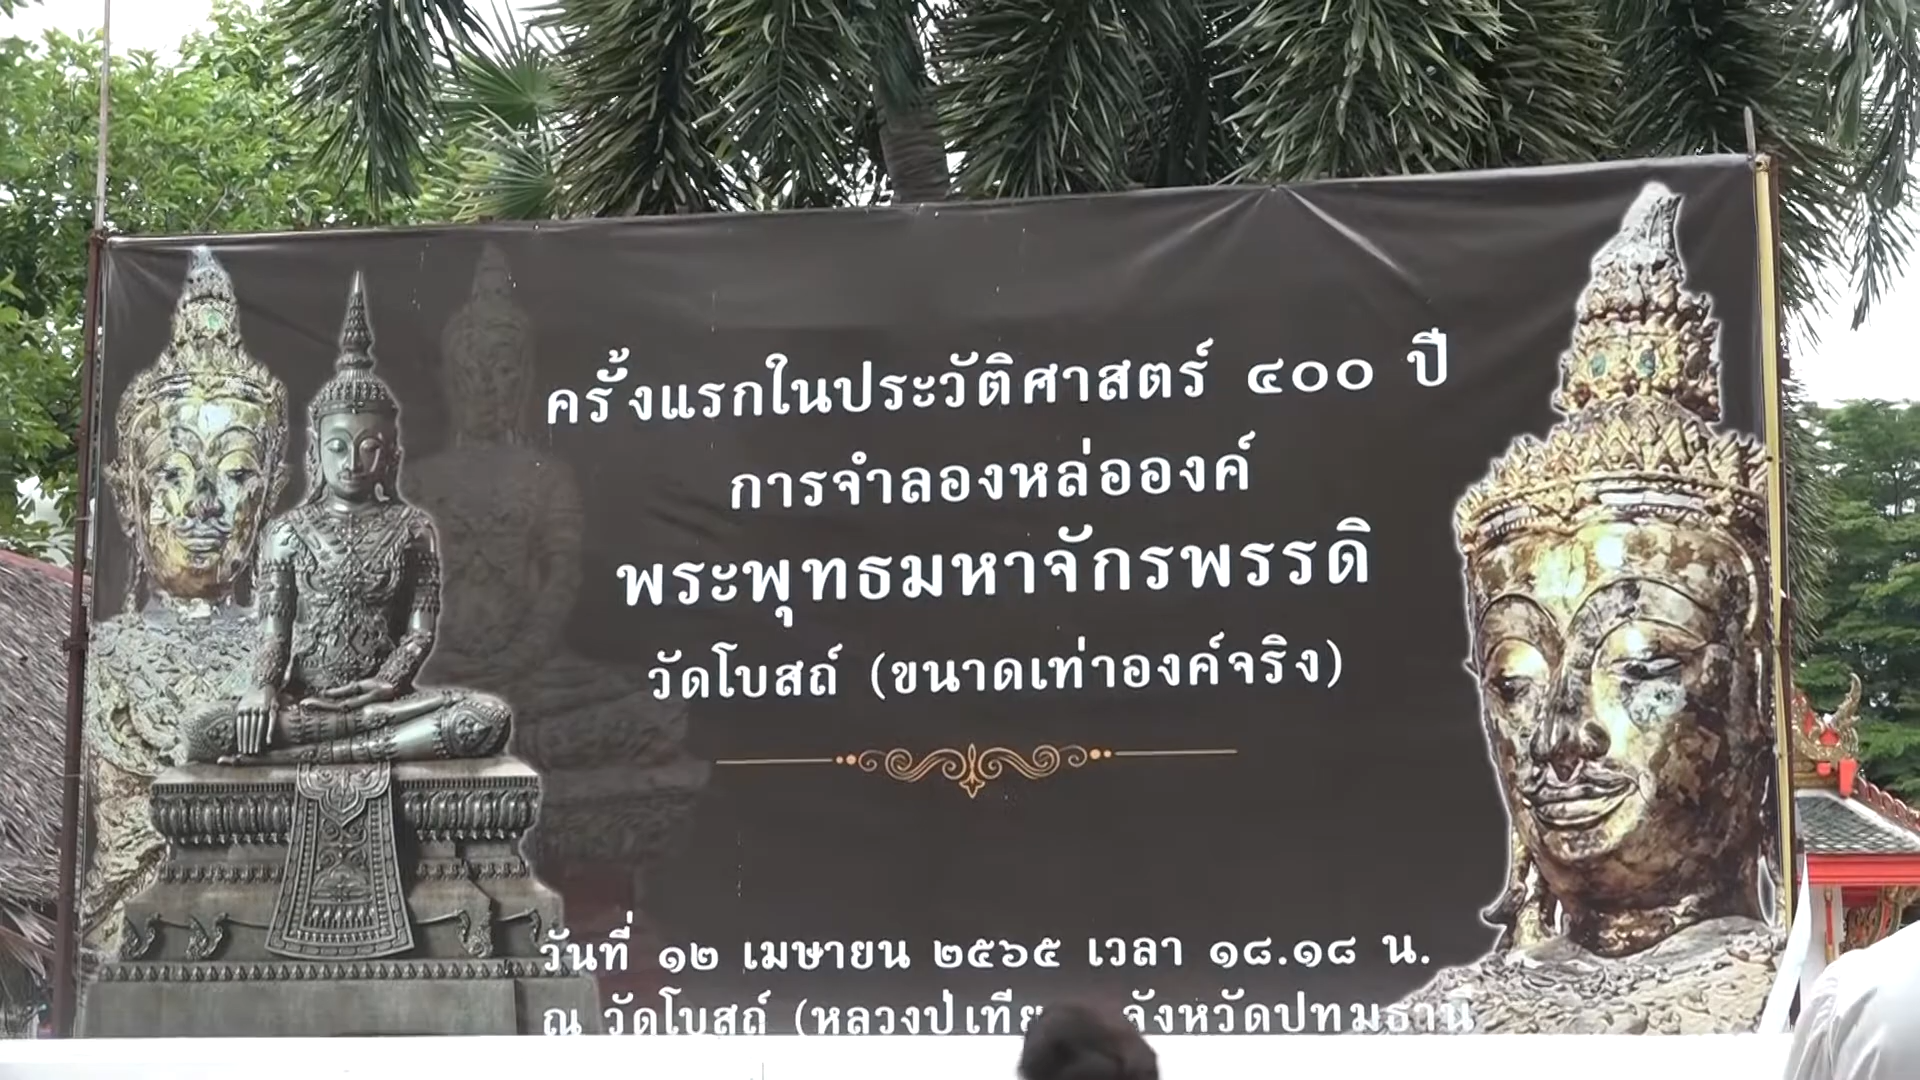 ครั้งแรกในประวัติศาสตร์ ๔๐๐ ปี
การจำลองหล่อองค์
พระพุทธมหาจักรพรรดิ
วัดโบสถ์ (ขนาดเท่าองค์จริง)
วันที่ ๑๒ เมษายน ๒๕๖๕ เวลา ๑๘.๑๘ น.
ณ วัดโบสถ์ (หลวงปู่ จังหวัดปทุมธานี